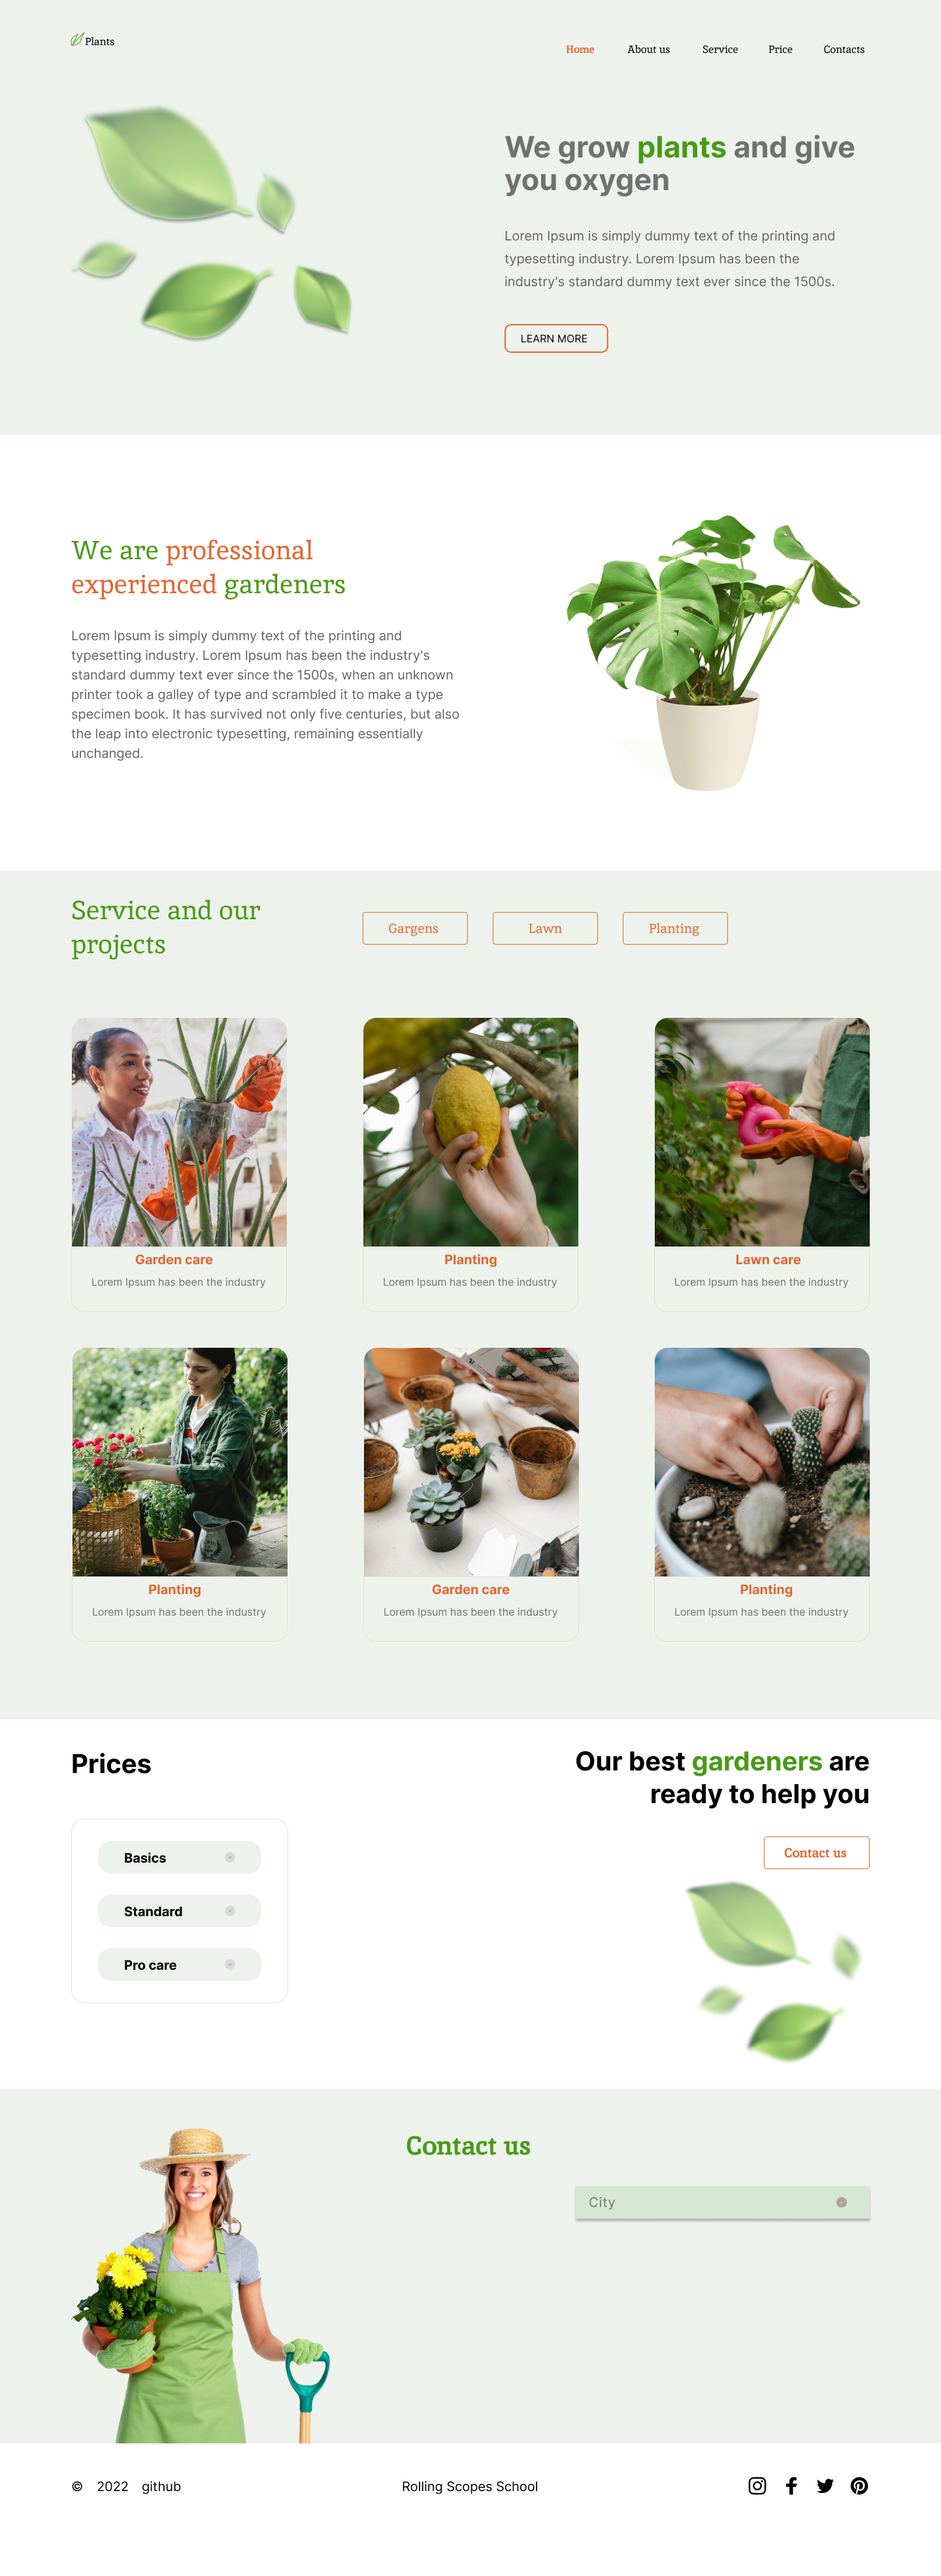 Plants
Home About us Service Price Contacts
We grow plants and give
you oxygen
Lorem Ipsum is simply dummy text of the printing and
typesetting industry. Lorem Ipsum has been the
industry's standard dummy text ever since the 1500s.
LEARN MORE
We are professional
experienced gardeners
Lorem Ipsum is simply dummy text of the printing and
typesetting industry. Lorem Ipsum has been the industry's
standard dummy text ever since the 1500s, when an unknown
printer took a galley of type and scrambled it to make a type
specimen book. It has survived not only five centuries, but also
the leap into electronic typesetting, remaining essentially
unchanged.
Service and our
projects
Gargens Lawn Planting
Garden care
Lorem Ipsum has been the industry
Planting
Lorem Ipsum has been the industry
Lawn care
Lorem Ipsum has been the industry
Planting
Lorem Ipsum has been the industry
Garden care
Lorem Ipsum has been the industry
Planting
Lorem Ipsum has been the industry
Prices
Basics
Standard
Pro care
Our best gardeners are
ready to help you
Contact us
Contact us
City
© 2022 github
Rolling Scopes School